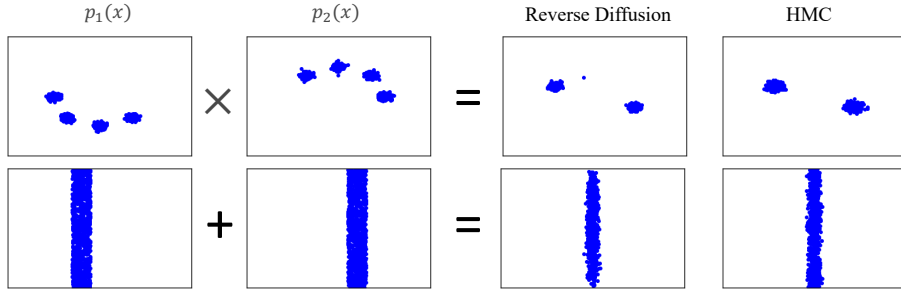 p₁(x) p₂(x) Reverse Diffusion HMC
× =
+ =